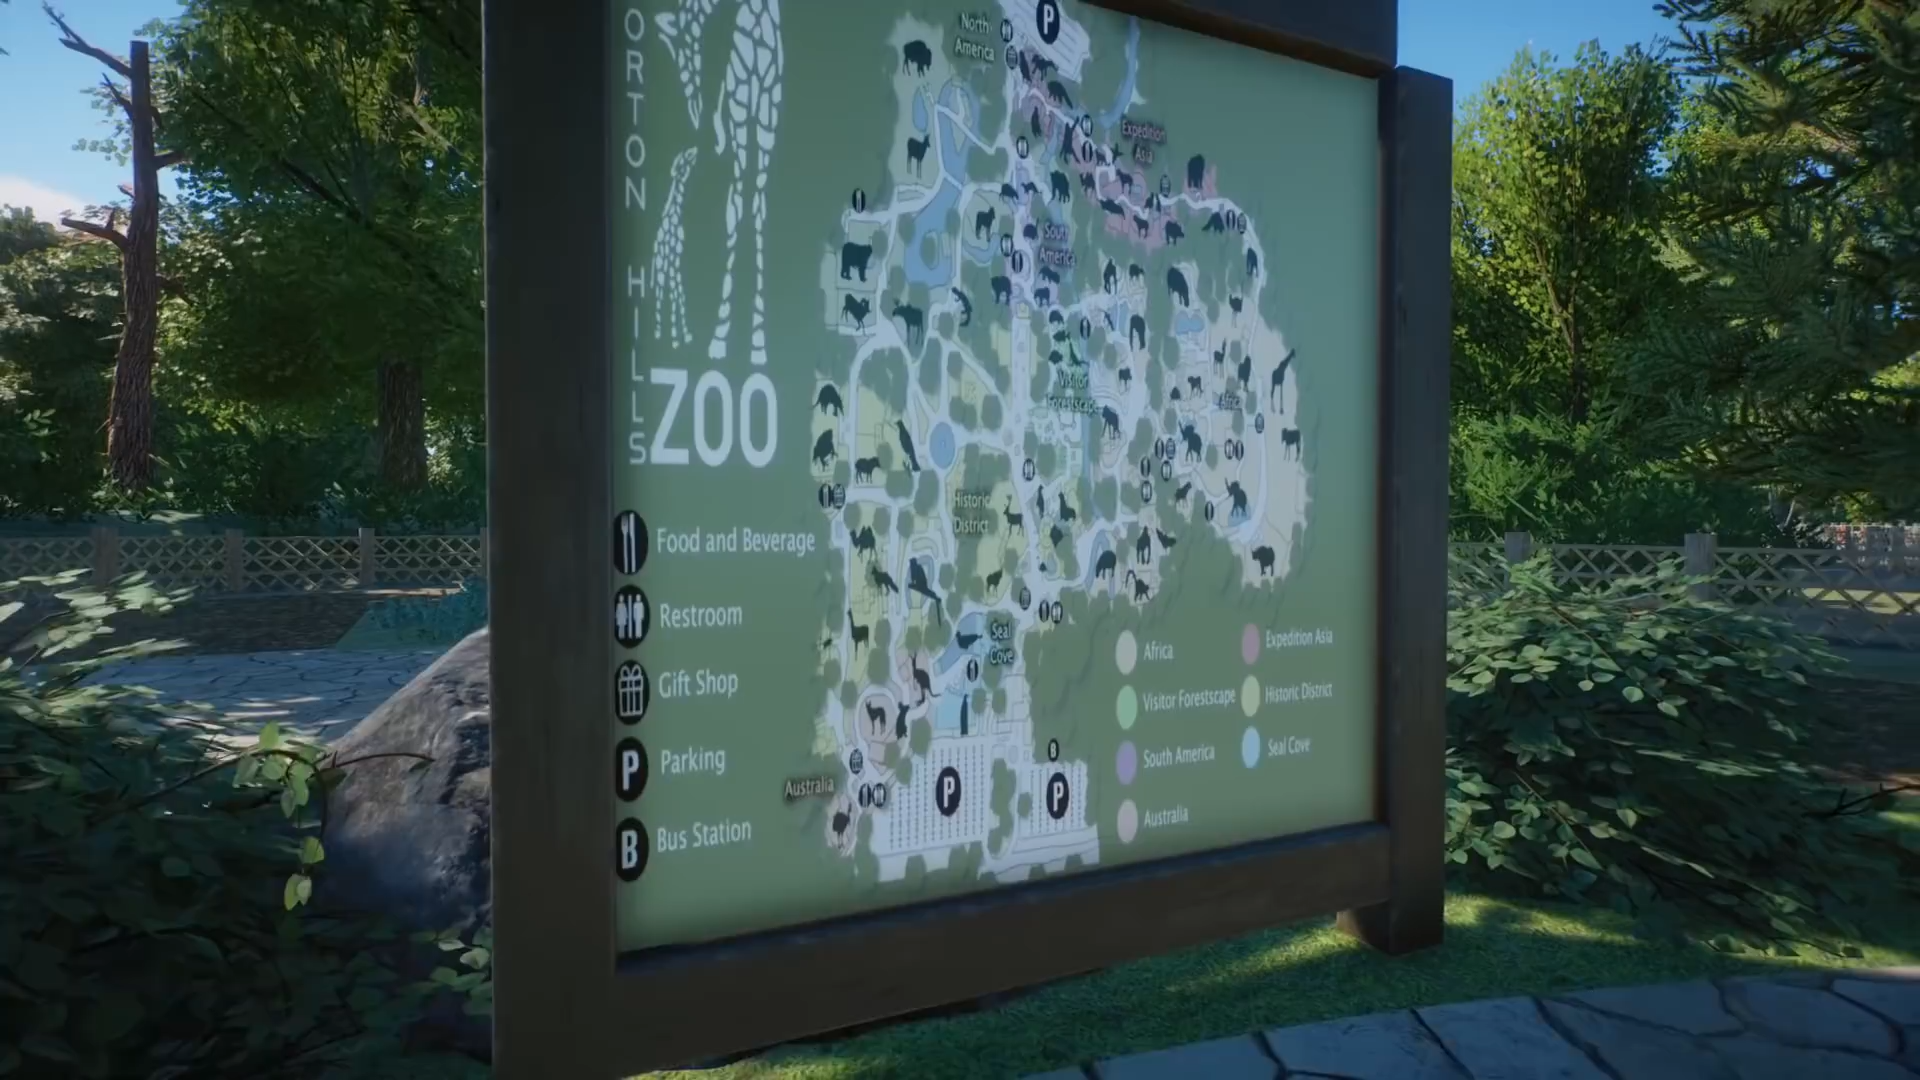 ORTON HILLS
ZOO
Food and Beverage
Restroom
Gift Shop
P Parking
B Bus Station
P
North
America
Expedition
Asia
South
America
Visitor
Forestscape
Africa
Historic
District
Seal
Cove
Australia
B
P
P
Africa
Visitor Forestscape
South America
Australia
Expedition Asia
Historic District
Seal Cove